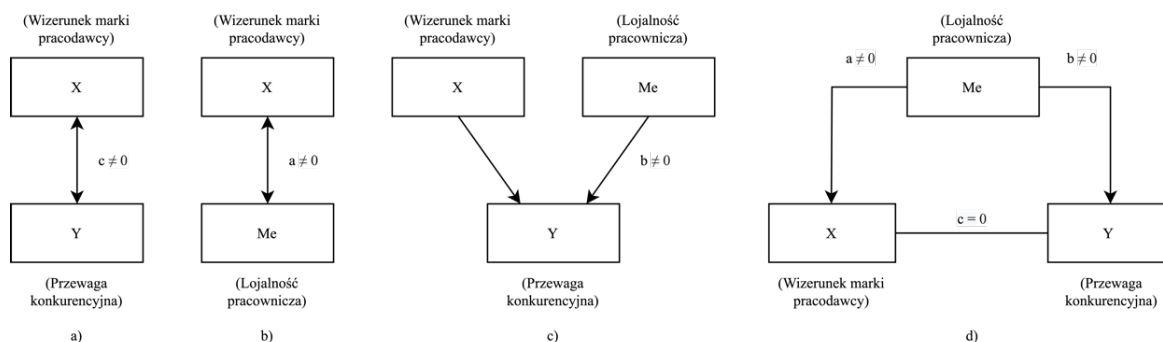 (Wizerunek marki
pracodawcy)
X
c ≠ 0
Y
(Przewaga
konkurencyjna)
a)
(Wizerunek marki
pracodawcy)
X
a ≠ 0
Me
(Lojalność
pracownicza)
b)
(Wizerunek marki
pracodawcy)
X
(Lojalność
pracownicza)
Me
b ≠ 0
Y
(Przewaga
konkurencyjna)
c)
(Lojalność
pracownicza)
a ≠ 0
Me
b ≠ 0
X
c = 0
Y
(Wizerunek marki
pracodawcy)
(Przewaga
konkurencyjna)
d)